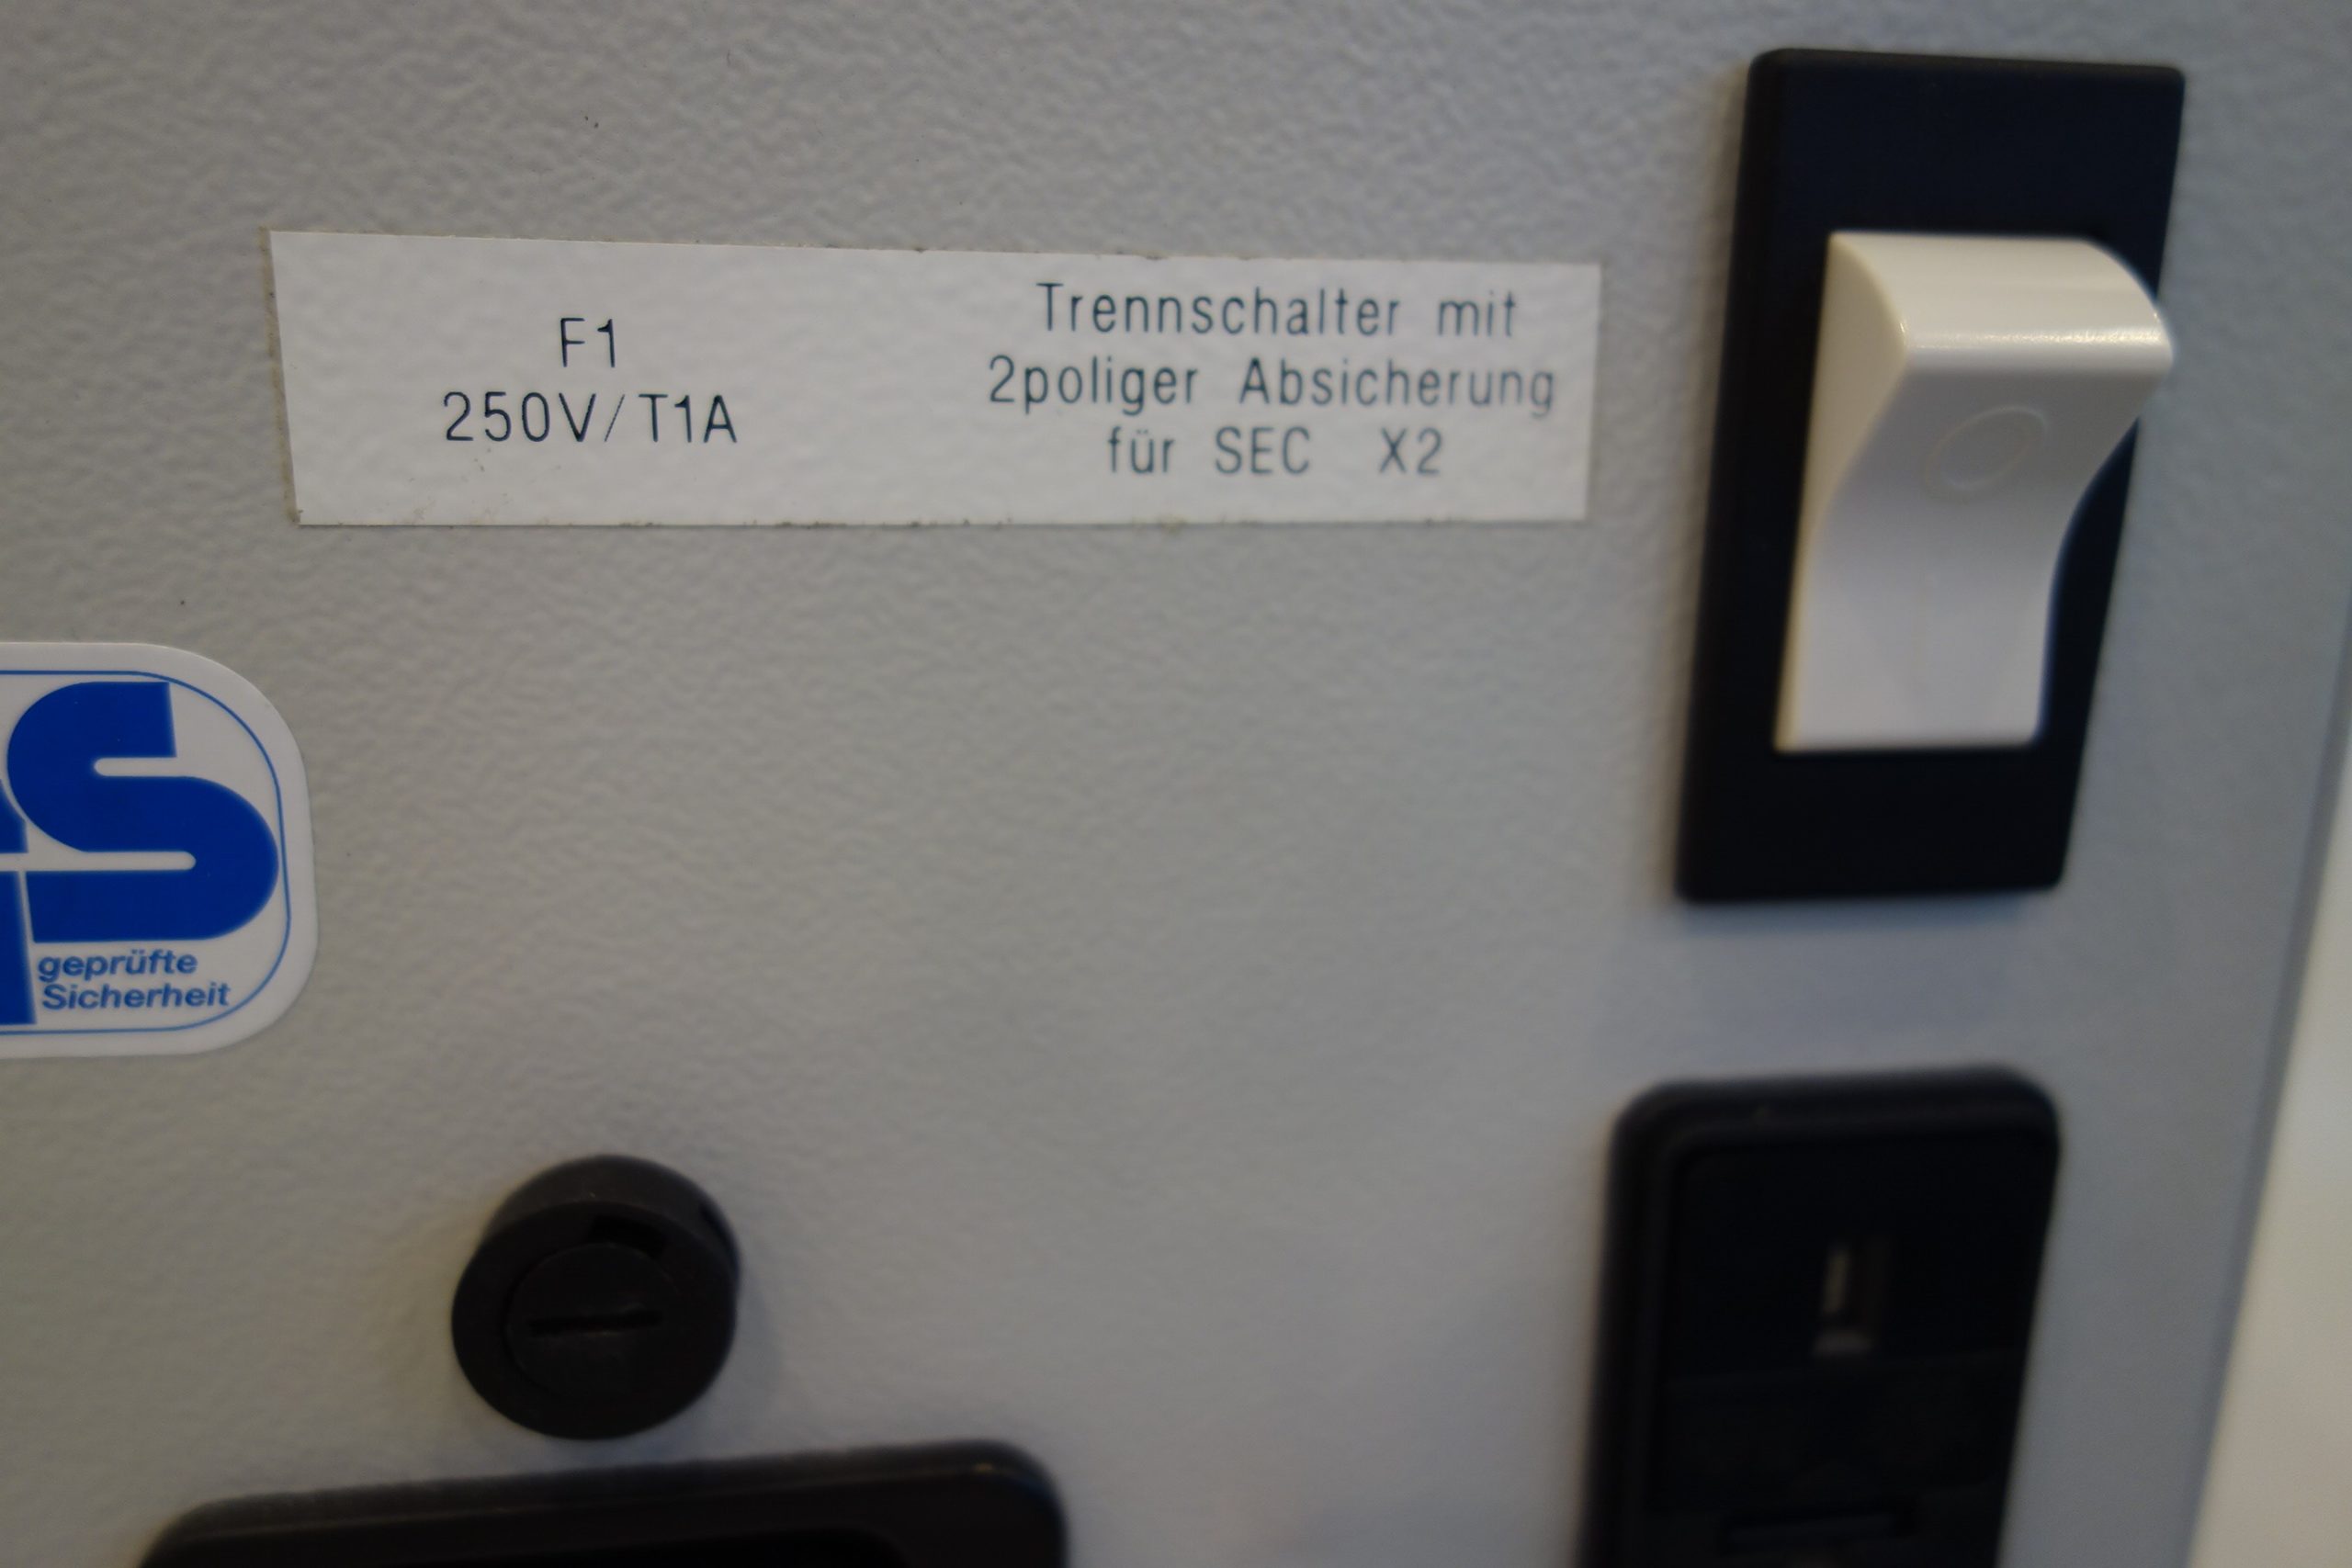 F1
250V/T1A
Trennschalter mit
2poliger Absicherung
für SEC X2
S
geprüfte
Sicherheit